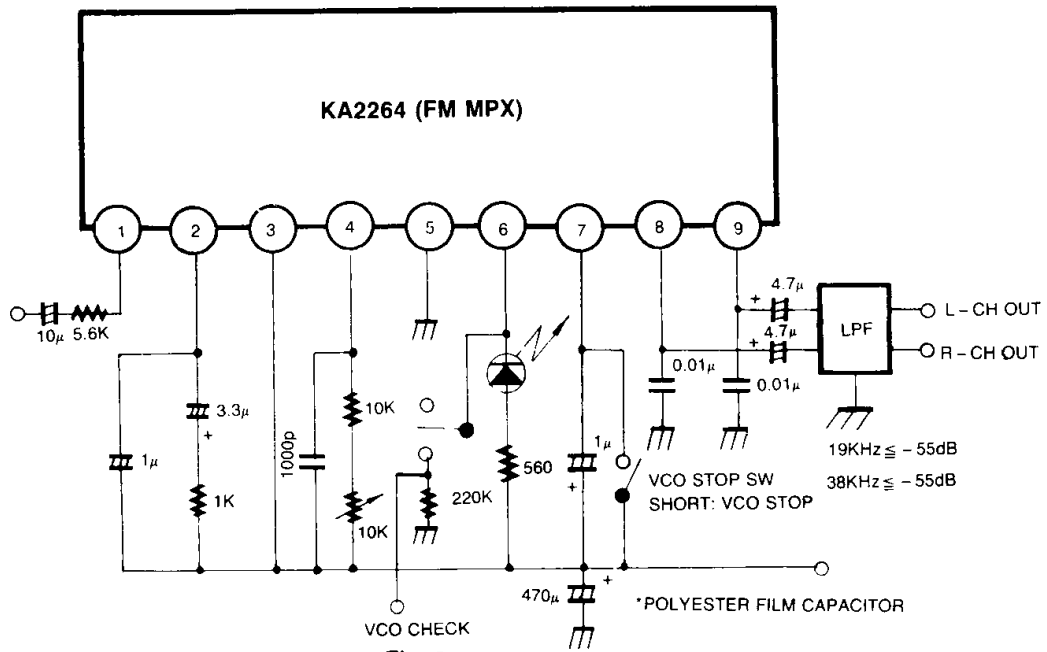 KA2264 (FM MPX)
1 2 3 4 5 6 7 8 9
4.7μ
+
10μ 5.6K
LPF
L-CH OUT
4.7μ
+
R-CH OUT
0.01μ
0.01μ
10K
3.3μ
+
1μ
19KHz ≦ -55dB
1μ
1000p
560
VCO STOP SW
38KHz ≦ -55dB
1K
220K
+
SHORT: VCO STOP
10K
+
470μ
*POLYESTER FILM CAPACITOR
VCO CHECK